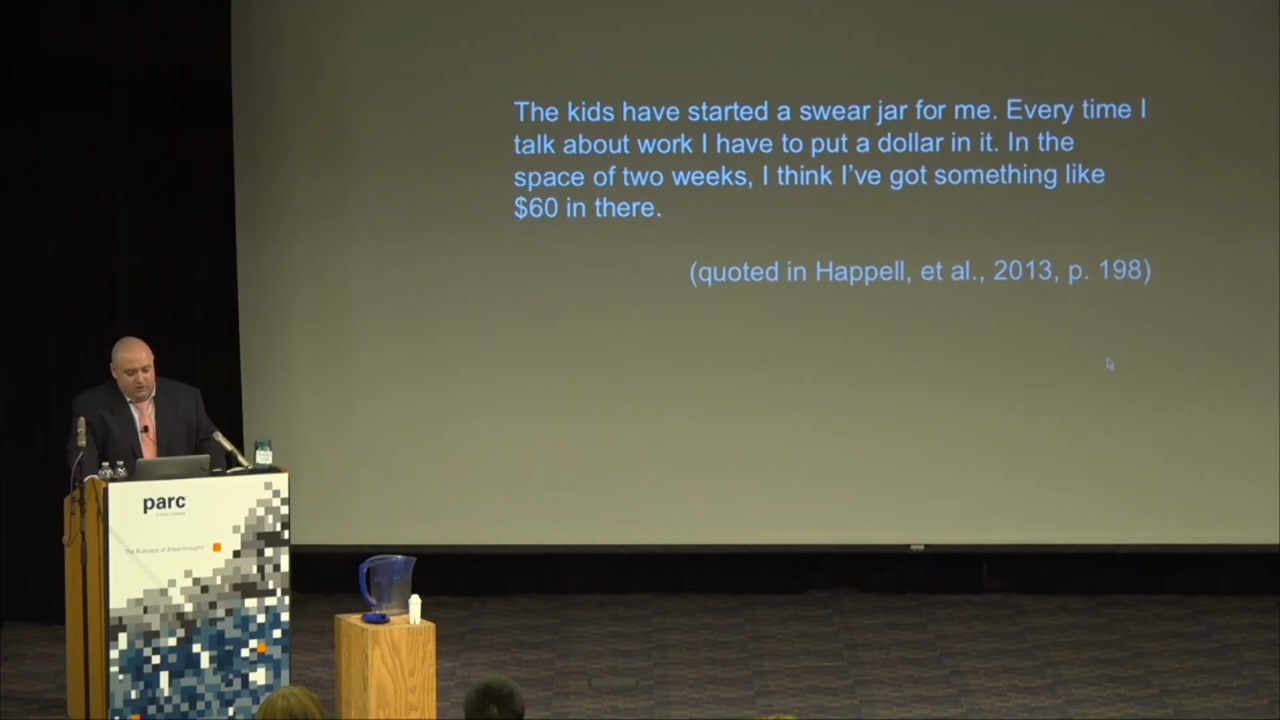 The kids have started a swear jar for me. Every time I
talk about work I have to put a dollar in it. In the
space of two weeks, I think I've got something like
$60 in there.
(quoted in Happell, et al., 2013, p. 198)
parc
The Business of Breakthroughs